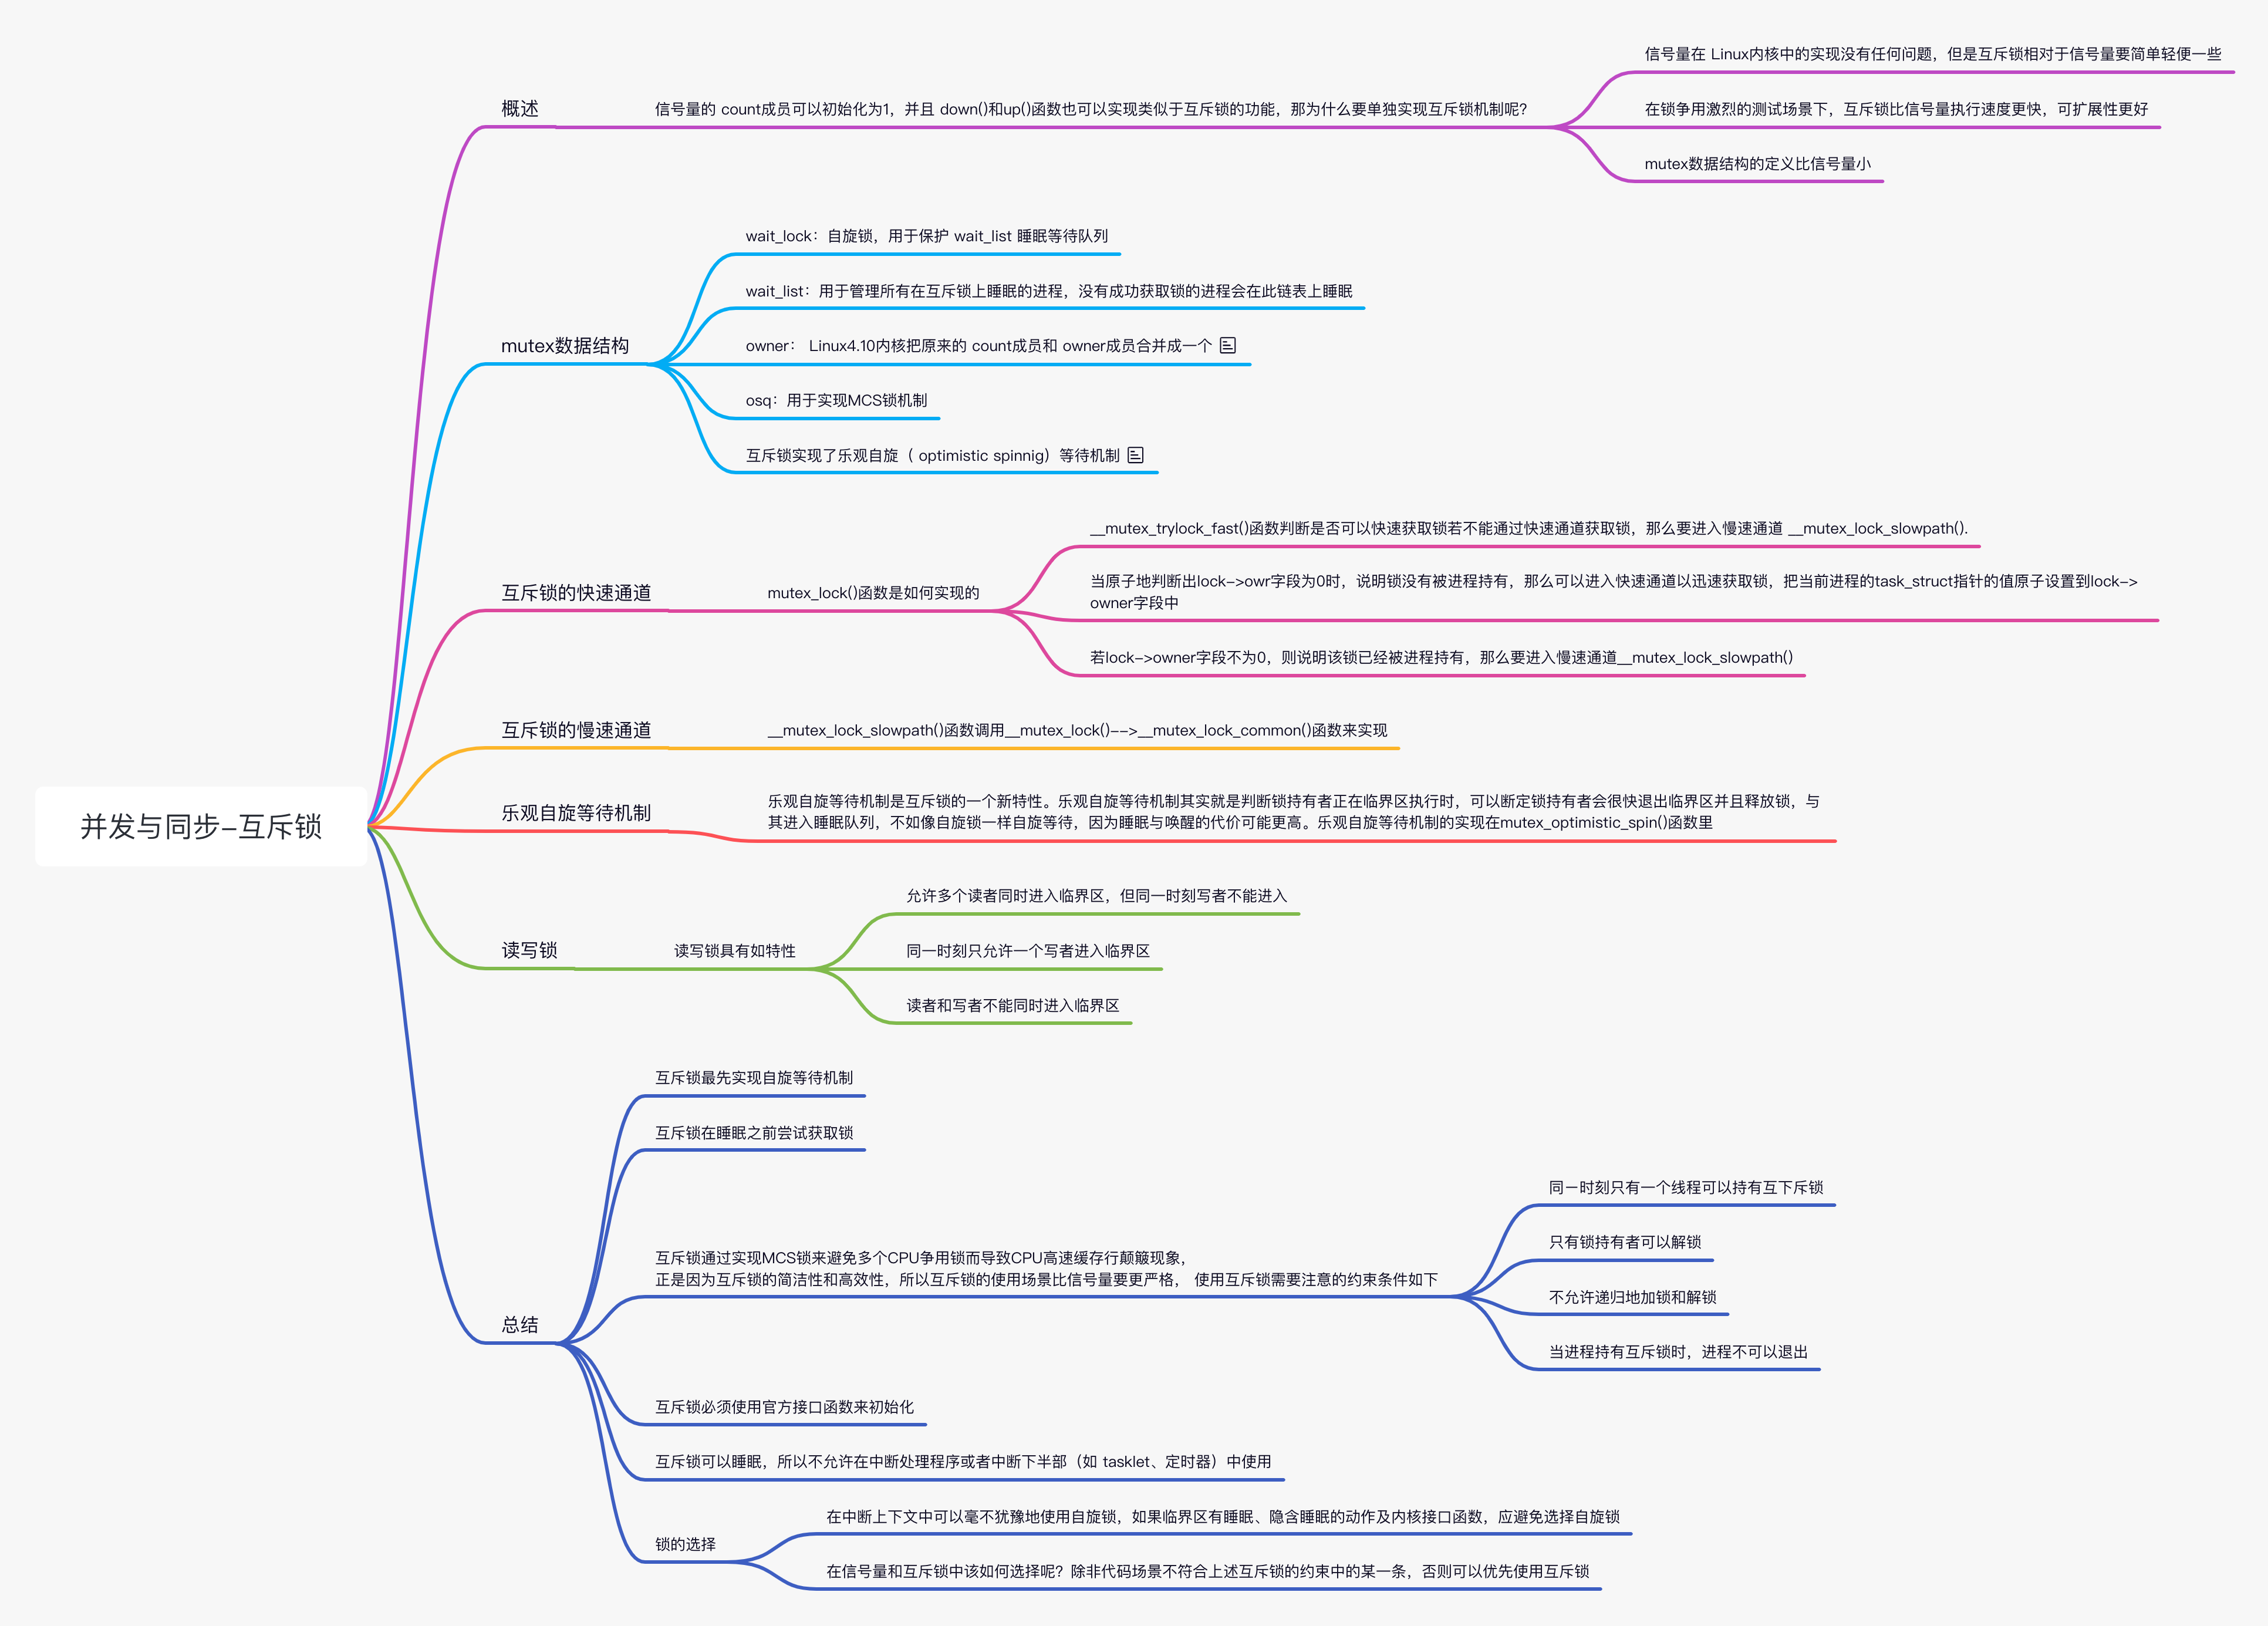 并发与同步-互斥锁
概述
信号量的 count成员可以初始化为1，并且 down()和up()函数也可以实现类似于互斥锁的功能，那为什么要单独实现互斥锁机制呢？
信号量在 Linux内核中的实现没有任何问题，但是互斥锁相对于信号量要简单轻便一些
在锁争用激烈的测试场景下，互斥锁比信号量执行速度更快，可扩展性更好
mutex数据结构的定义比信号量小
mutex数据结构
wait_lock：自旋锁，用于保护 wait_list 睡眠等待队列
wait_list：用于管理所有在互斥锁上睡眠的进程，没有成功获取锁的进程会在此链表上睡眠
owner： Linux4.10内核把原来的 count成员和 owner成员合并成一个
osq：用于实现MCS锁机制
互斥锁实现了乐观自旋（ optimistic spinnig）等待机制
互斥锁的快速通道
mutex_lock()函数是如何实现的
__mutex_trylock_fast()函数判断是否可以快速获取锁若不能通过快速通道获取锁，那么要进入慢速通道 __mutex_lock_slowpath().
当原子地判断出lock->owr字段为0时，说明锁没有被进程持有，那么可以进入快速通道以迅速获取锁，把当前进程的task_struct指针的值原子设置到lock->
owner字段中
若lock->owner字段不为0，则说明该锁已经被进程持有，那么要进入慢速通道__mutex_lock_slowpath()
互斥锁的慢速通道
__mutex_lock_slowpath()函数调用__mutex_lock()-->__mutex_lock_common()函数来实现
乐观自旋等待机制
乐观自旋等待机制是互斥锁的一个新特性。乐观自旋等待机制其实就是判断锁持有者正在临界区执行时，可以断定锁持有者会很快退出临界区并且释放锁，与
其进入睡眠队列，不如像自旋锁一样自旋等待，因为睡眠与唤醒的代价可能更高。乐观自旋等待机制的实现在mutex_optimistic_spin()函数里
读写锁
读写锁具有如特性
允许多个读者同时进入临界区，但同一时刻写者不能进入
同一时刻只允许一个写者进入临界区
读者和写者不能同时进入临界区
总结
互斥锁最先实现自旋等待机制
互斥锁在睡眠之前尝试获取锁
互斥锁通过实现MCS锁来避免多个CPU争用锁而导致CPU高速缓存行颠簸现象，
正是因为互斥锁的简洁性和高效性，所以互斥锁的使用场景比信号量要更严格， 使用互斥锁需要注意的约束条件如下
同一时刻只有一个线程可以持有互下斥锁
只有锁持有者可以解锁
不允许递归地加锁和解锁
当进程持有互斥锁时，进程不可以退出
互斥锁必须使用官方接口函数来初始化
互斥锁可以睡眠，所以不允许在中断处理程序或者中断下半部（如 tasklet、定时器）中使用
锁的选择
在中断上下文中可以毫不犹豫地使用自旋锁，如果临界区有睡眠、隐含睡眠的动作及内核接口函数，应避免选择自旋锁
在信号量和互斥锁中该如何选择呢？除非代码场景不符合上述互斥锁的约束中的某一条，否则可以优先使用互斥锁